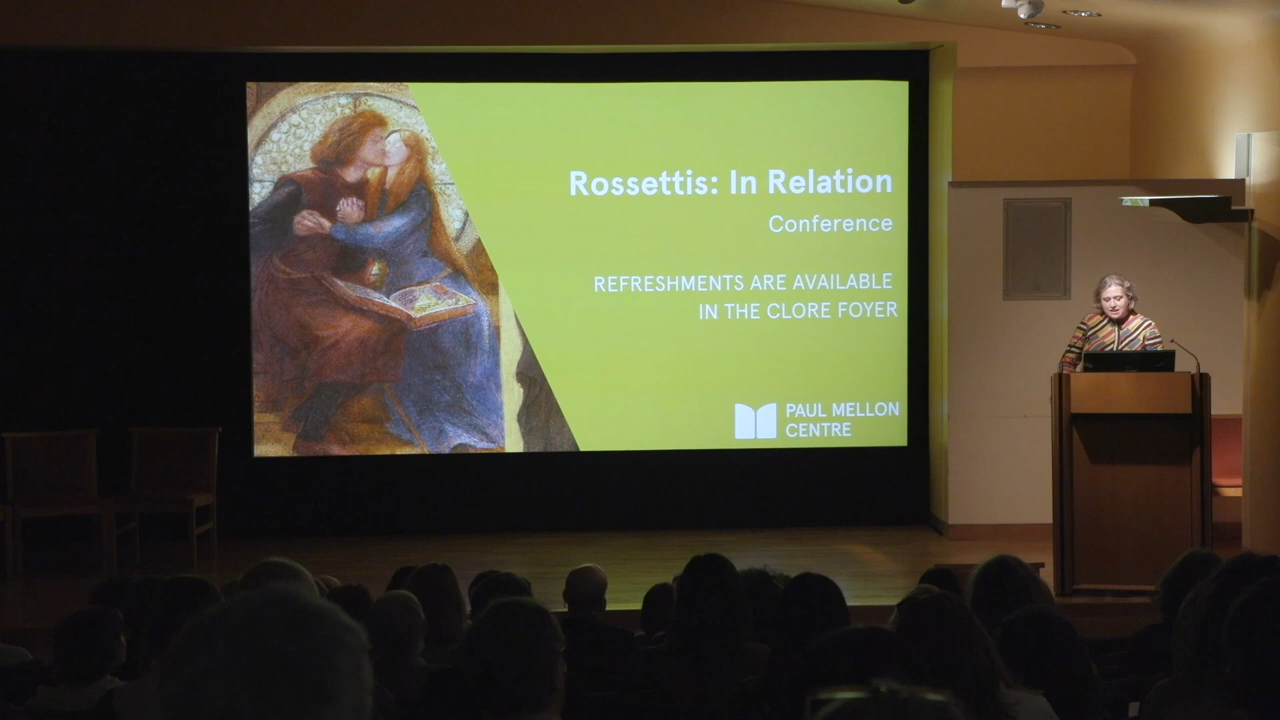 Rossettis: In Relation
Conference
REFRESHMENTS ARE AVAILABLE
IN THE CLORE FOYER
PAUL MELLON
CENTRE